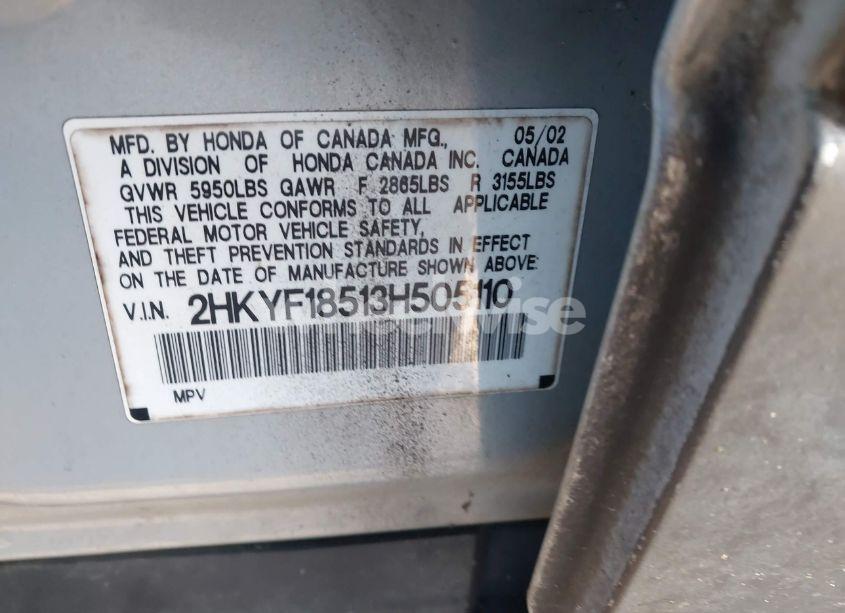 MFD. BY HONDA OF CANADA MFG., 05/02
A DIVISION OF HONDA CANADA INC. CANADA
GVWR 5950LBS GAWR F 2865LBS R 3155LBS
THIS VEHICLE CONFORMS TO ALL APPLICABLE
FEDERAL MOTOR VEHICLE SAFETY,
AND THEFT PREVENTION STANDARDS IN EFFECT
ON THE DATE OF MANUFACTURE SHOWN ABOVE.
V.I.N. 2HKYF18513H505110
MPV